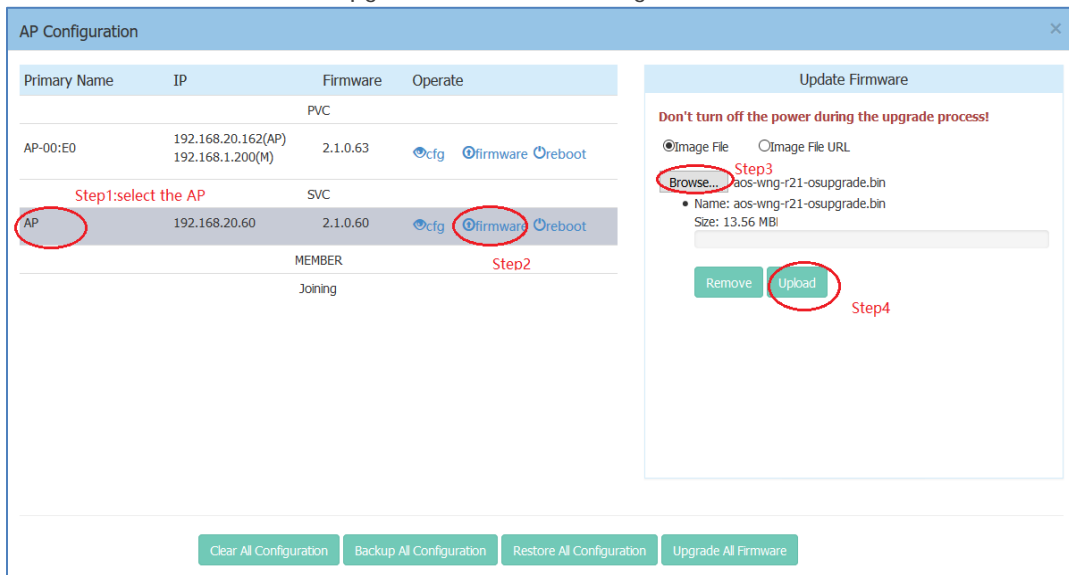 AP Configuration ×
Primary Name IP Firmware Operate
PVC
AP-00:E0 192.168.20.162(AP) 2.1.0.63 cfg firmware reboot
192.168.1.200(M)
Step1:select the AP SVC
AP 192.168.20.60 2.1.0.60 cfg firmware reboot
MEMBER Step2
Joining
Update Firmware
Don't turn off the power during the upgrade process!
Image File Image File URL
Step3
Browse... aos-wng-r21-osupgrade.bin
• Name: aos-wng-r21-osupgrade.bin
Size: 13.56 MB
Remove Upload
Step4
Clear All Configuration Backup All Configuration Restore All Configuration Upgrade All Firmware